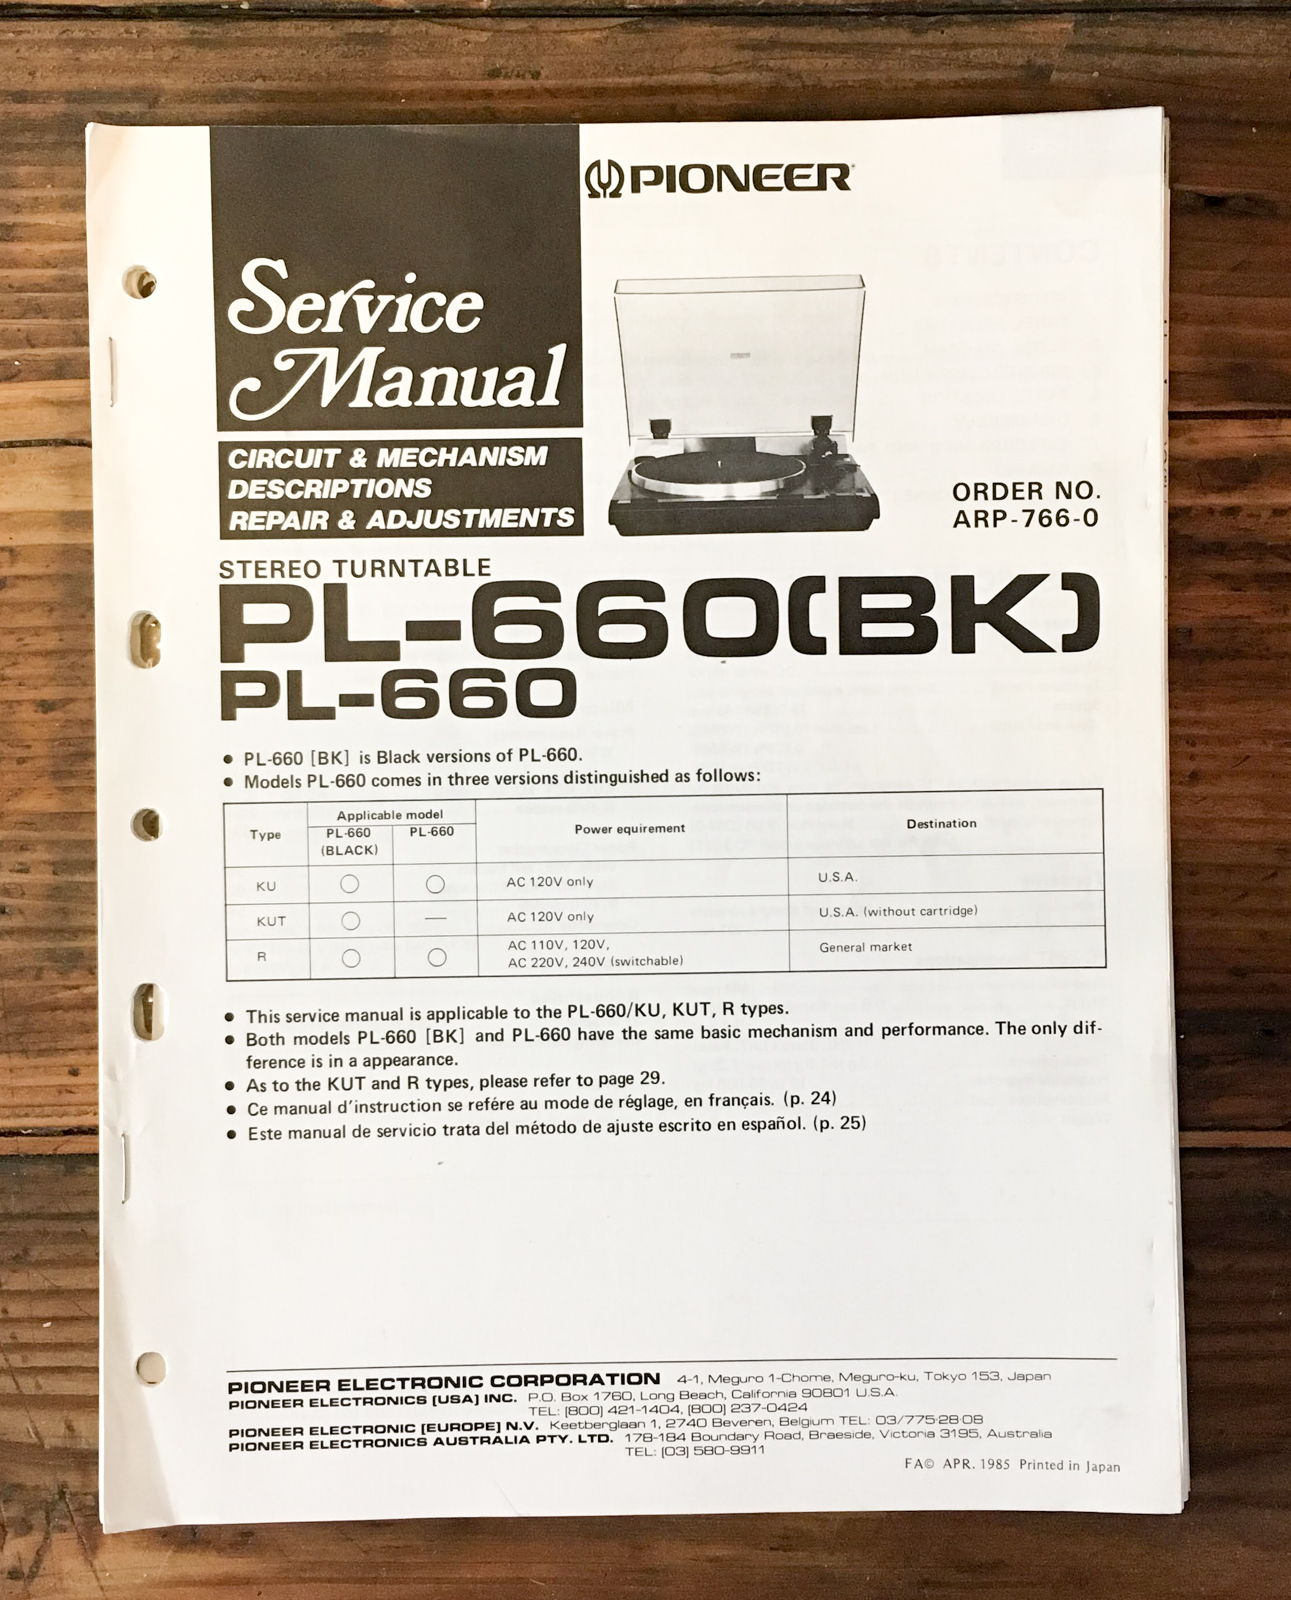 PIONEER
Service
Manual
CIRCUIT & MECHANISM
DESCRIPTIONS
REPAIR & ADJUSTMENTS
ORDER NO.
ARP-766-0
STEREO TURNTABLE
PL-660(BK)
PL-660
● PL-660 [BK] is Black versions of PL-660.
● Models PL-660 comes in three versions distinguished as follows:
Type
Applicable model
PL-660
(BLACK)
PL-660
Power equirement
Destination
KU ○ ○ AC 120V only U.S.A.
KUT ○ — AC 120V only U.S.A. (without cartridge)
R ○ ○ AC 110V, 120V,
AC 220V, 240V (switchable)
General market
● This service manual is applicable to the PL-660/KU, KUT, R types.
● Both models PL-660 [BK] and PL-660 have the same basic mechanism and performance. The only dif-
ference is in a appearance.
● As to the KUT and R types, please refer to page 29.
● Ce manual d'instruction se refére au mode de réglage, en français. (p. 24)
● Este manual de servicio trata del método de ajuste escrito en español. (p. 25)
PIONEER ELECTRONIC CORPORATION 4-1, Meguro 1-Chome, Meguro-ku, Tokyo 153, Japan
PIONEER ELECTRONICS [USA] INC. P.O. Box 1760, Long Beach, California 90801 U.S.A.
TEL: [800] 421-1404, [800] 237-0424
PIONEER ELECTRONIC [EUROPE] N.V. Keetberglaan 1, 2740 Beveren, Belgium TEL: 03/775·28·08
PIONEER ELECTRONICS AUSTRALIA PTY. LTD. 178-184 Boundary Road, Braeside, Victoria 3195, Australia
TEL: [03] 580-9911
FA© APR. 1985 Printed in Japan